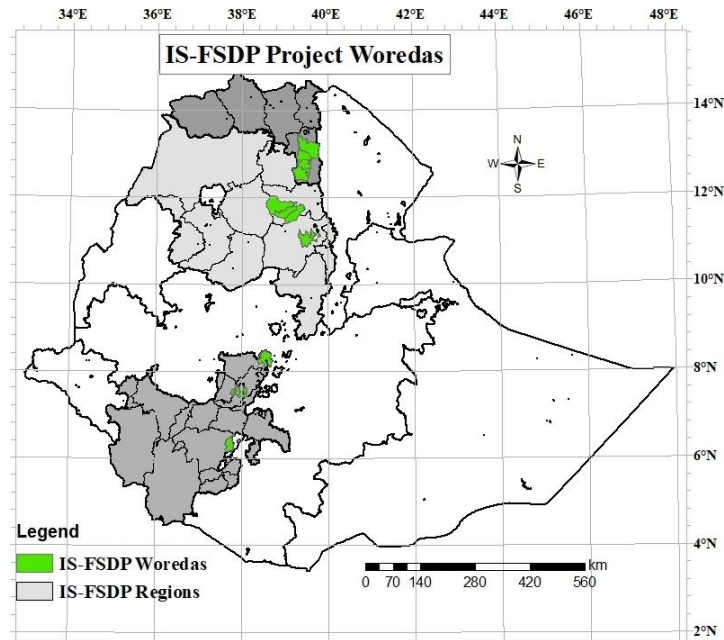 34°E 36°E 38°E 40°E 42°E 44°E 46°E 48°E
IS-FSDP Project Woredas
14°N
N
W E
S
12°N
10°N
8°N
6°N
Legend
IS-FSDP Woredas
IS-FSDP Regions
4°N
km
0 70 140 280 420 560
2°N